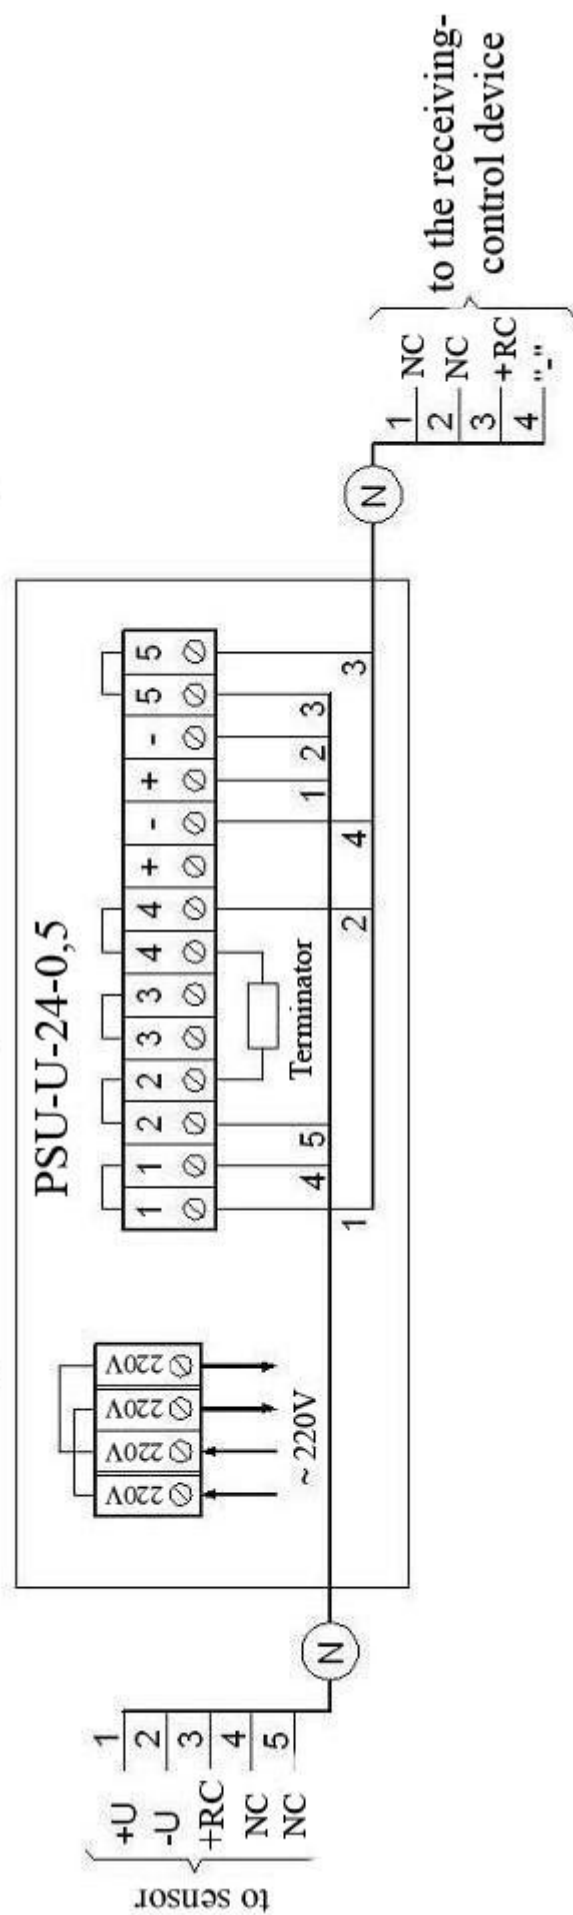 PSU-U-24-0,5
220V 220V 220V 220V
~ 220V
1 1 2 2 3 3 4 4 + - + - 5 5
Terminator
4 5 1 2 3
1 2 4 3
N
1 +U
2 -U
3 +RC
4 NC
5 NC
to sensor
N
1 NC
2 NC
3 +RC
4 "-"
to the receiving-
control device